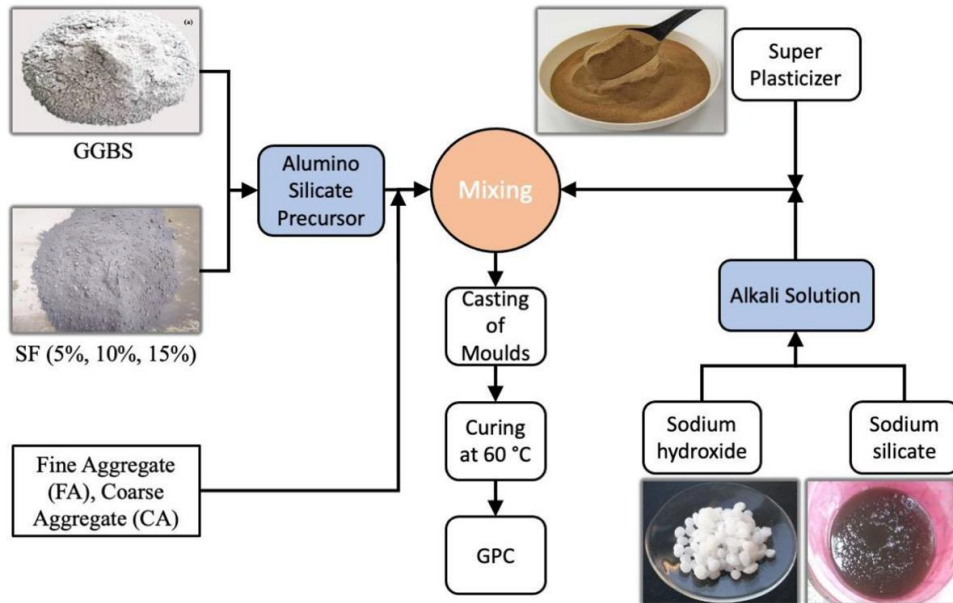 (a)
GGBS
SF (5%, 10%, 15%)
Fine Aggregate
(FA), Coarse
Aggregate (CA)
Alumino
Silicate
Precursor
Mixing
Casting
of
Moulds
Curing
at 60 °C
GPC
Super
Plasticizer
Alkali Solution
Sodium
hydroxide
Sodium
silicate